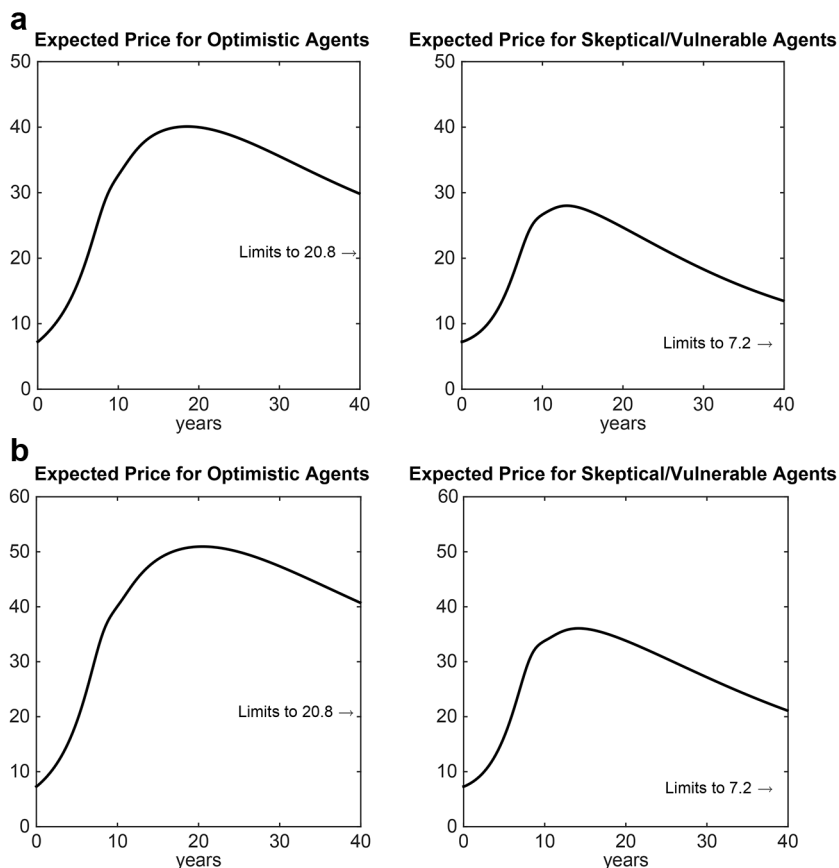 a
Expected Price for Optimistic Agents
50
40
30
20
10
0
Limits to 20.8 →
0 10 20 30 40
years
Expected Price for Skeptical/Vulnerable Agents
50
40
30
20
10
0
Limits to 7.2 →
0 10 20 30 40
years
b
Expected Price for Optimistic Agents
60
50
40
30
20
10
0
Limits to 20.8 →
0 10 20 30 40
years
Expected Price for Skeptical/Vulnerable Agents
60
50
40
30
20
10
0
Limits to 7.2 →
0 10 20 30 40
years